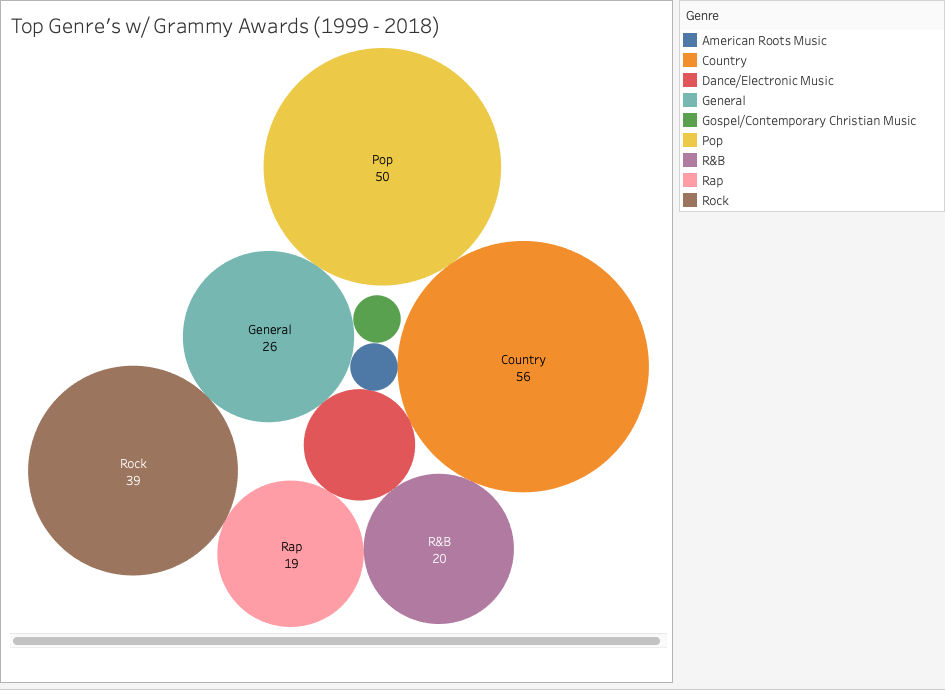 Top Genre's w/ Grammy Awards (1999 - 2018)
Pop
50
General
26
Country
56
Rock
39
Rap
19
R&B
20
Genre
American Roots Music
Country
Dance/Electronic Music
General
Gospel/Contemporary Christian Music
Pop
R&B
Rap
Rock